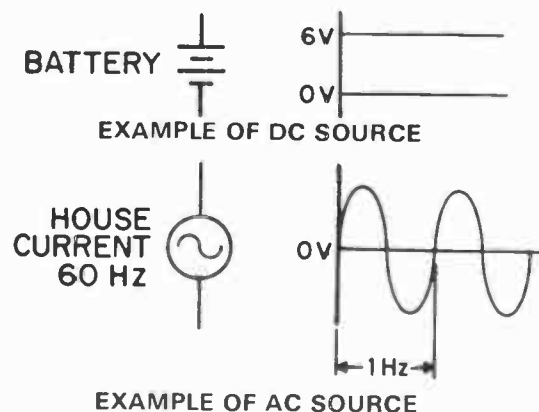 6V
BATTERY
0V
EXAMPLE OF DC SOURCE
HOUSE
CURRENT
60 Hz
0V
1Hz
EXAMPLE OF AC SOURCE